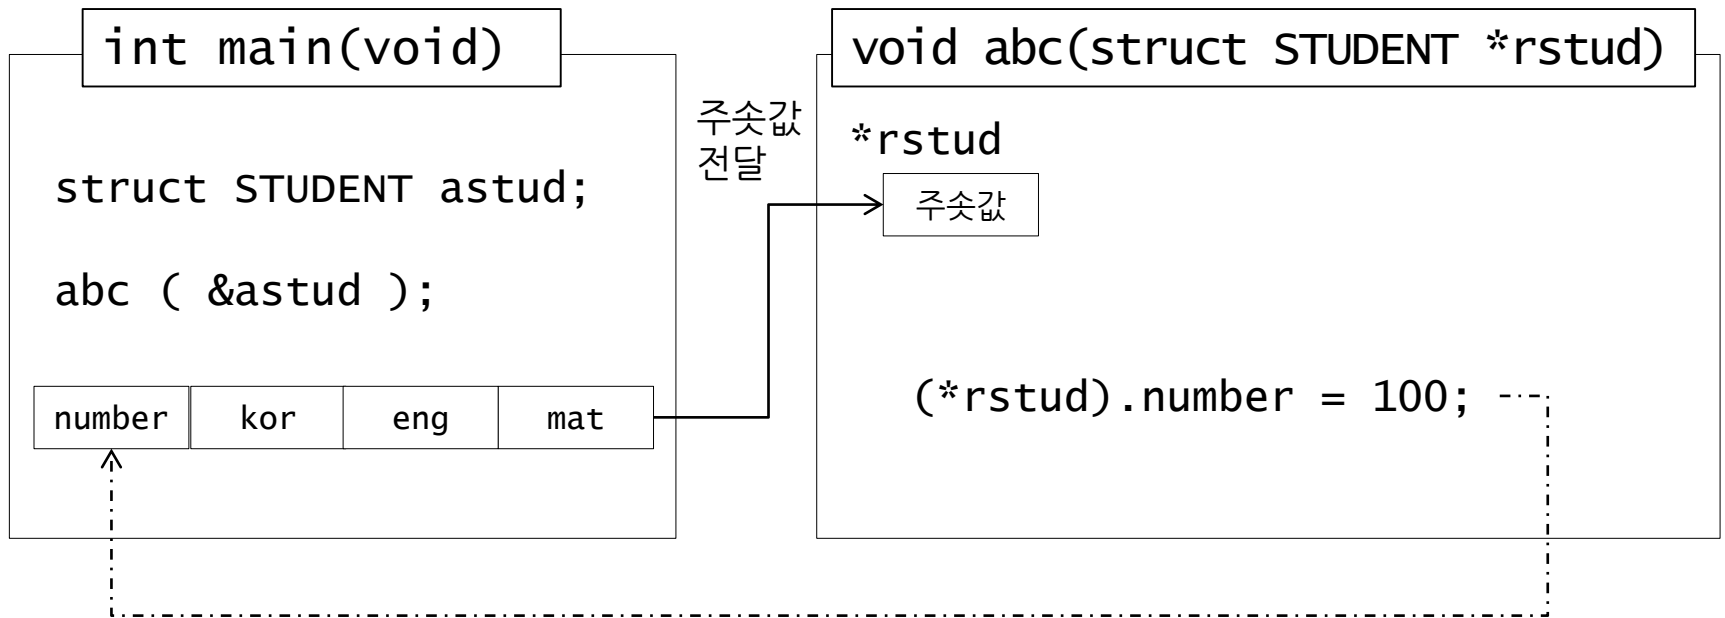 int main(void)
struct STUDENT astud;
abc ( &astud );
number kor eng mat
주솟값
전달
void abc(struct STUDENT *rstud)
*rstud
주솟값
(*rstud).number = 100;